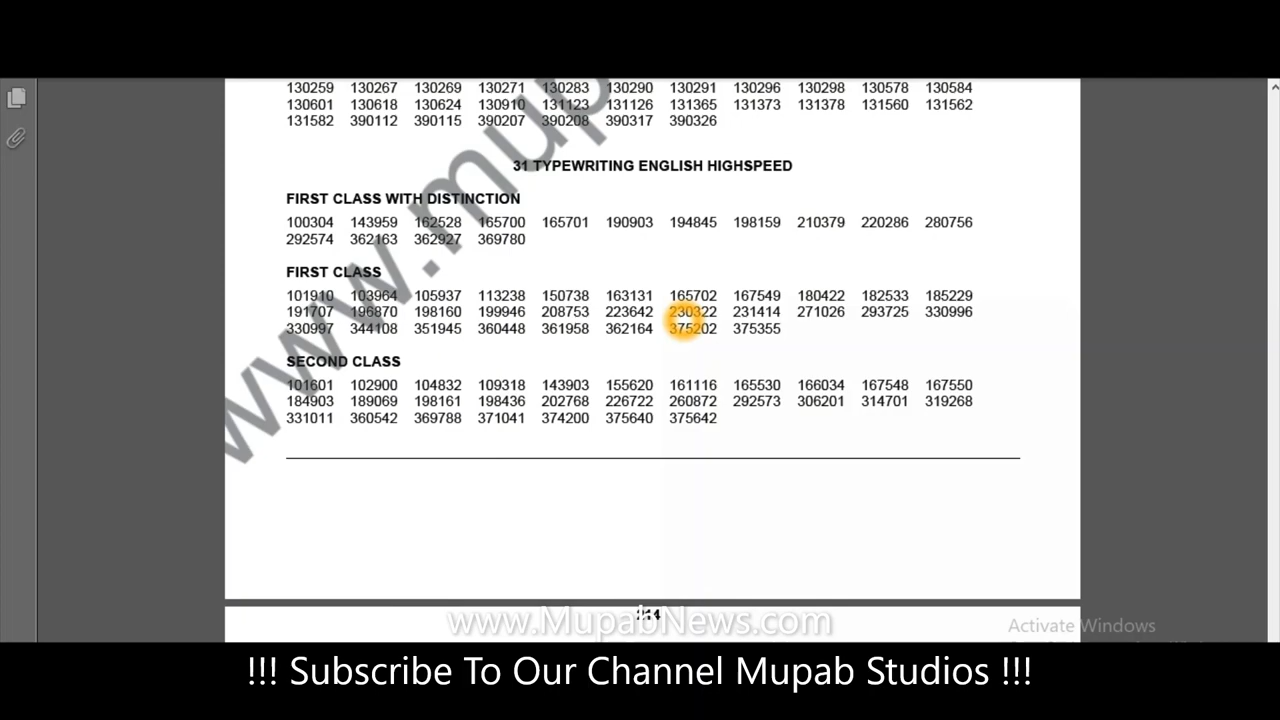 130259 130267 130269 130271 130283 130290 130291 130296 130298 130578 130584
130601 130618 130624 130910 131123 131126 131365 131373 131378 131560 131562
131582 390112 390115 390207 390208 390317 390326
31 TYPEWRITING ENGLISH HIGHSPEED
FIRST CLASS WITH DISTINCTION
100304 143959 162528 165700 165701 190903 194845 198159 210379 220286 280756
292574 362163 362927 369780
FIRST CLASS
101910 103964 105937 113238 150738 163131 165702 167549 180422 182533 185229
191707 196870 198160 199946 208753 223642 230322 231414 271026 293725 330996
330997 344108 351945 360448 361958 362164 375202 375355
SECOND CLASS
101601 102900 104832 109318 143903 155620 161116 165530 166034 167548 167550
184903 189069 198161 198436 202768 226722 260872 292573 306201 314701 319268
331011 360542 369788 371041 374200 375640 375642
www.mup
www.MupabNews.com
Activate Windows
!!! Subscribe To Our Channel Mupab Studios !!!